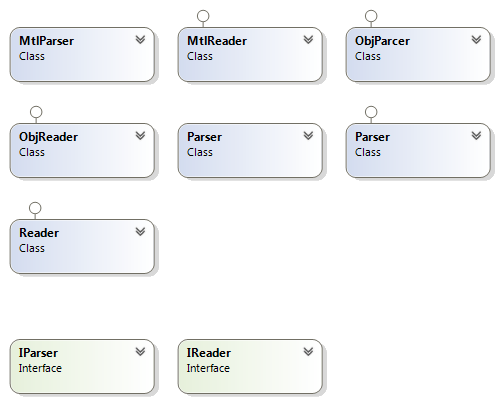 MtlParser
Class
MtlReader
Class
ObjParcer
Class
ObjReader
Class
Parser
Class
Parser
Class
Reader
Class
IParser
Interface
IReader
Interface